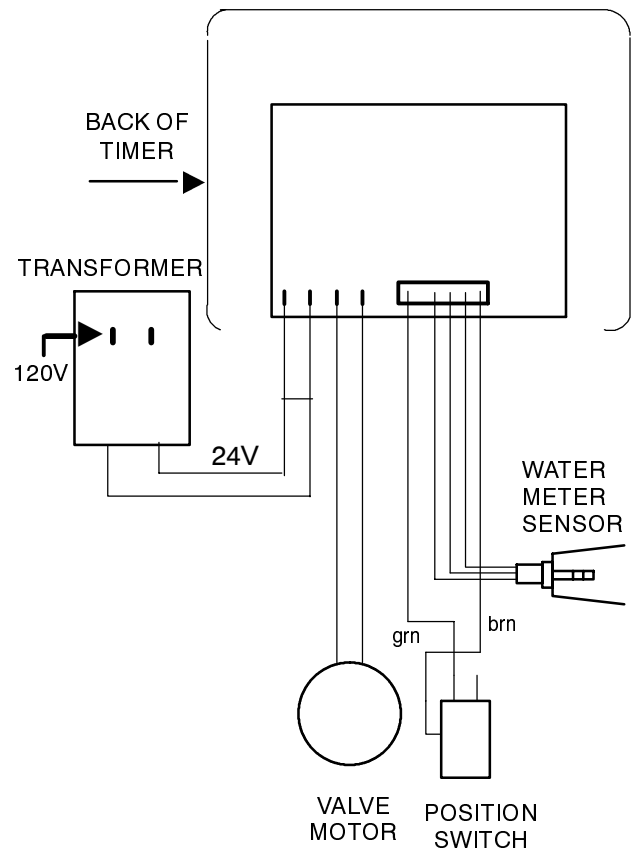 BACK OF
TIMER
TRANSFORMER
120V
24V
WATER
METER
SENSOR
grn
brn
VALVE
MOTOR
POSITION
SWITCH